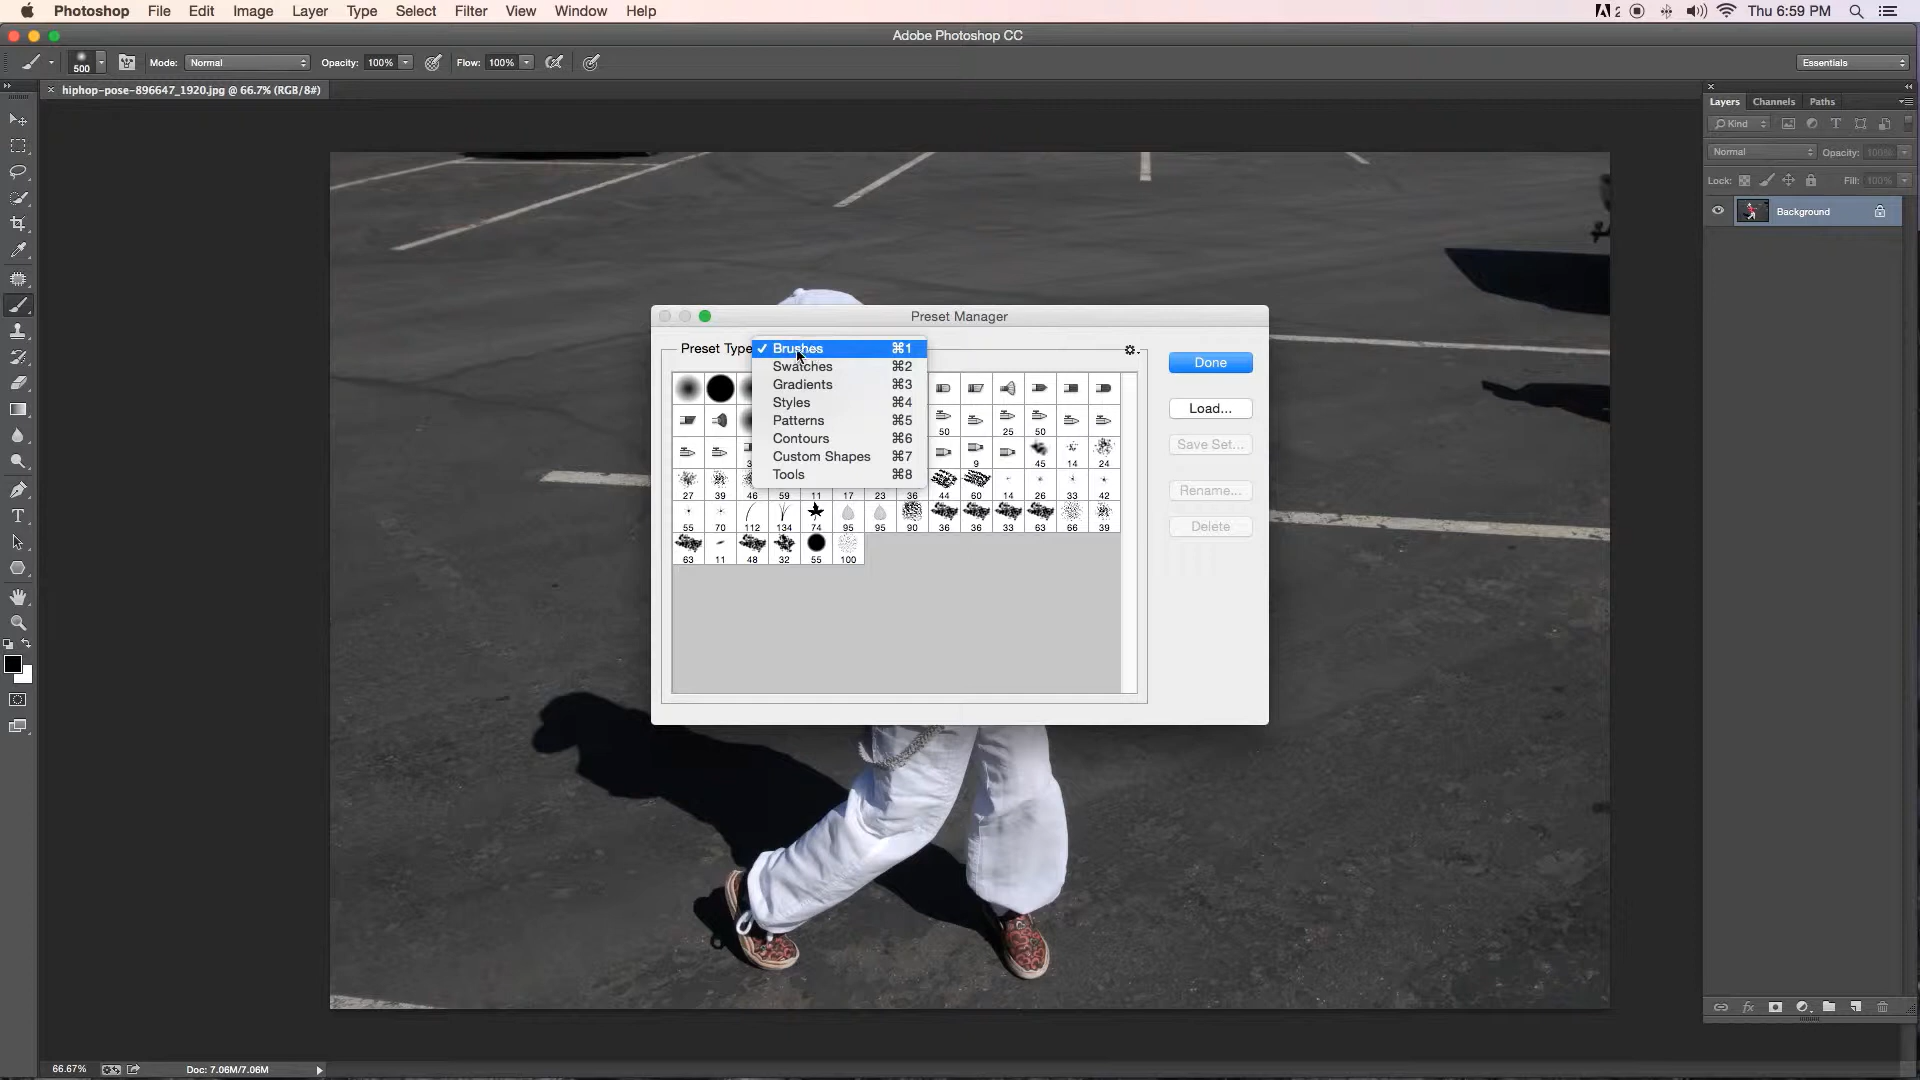 Photoshop File Edit Image Layer Type Select Filter View Window Help 2 Thu 6:59 PM
Adobe Photoshop CC
500 Mode: Normal Opacity: 100% Flow: 100% Essentials
× hiphop-pose-896647_1920.jpg @ 66.7% (RGB/8#)
Layers Channels Paths
Kind
Normal Opacity: 100%
Lock: Fill: 100%
Background
Preset Manager
Preset Type
✓ Brushes ⌘1
Swatches ⌘2
Gradients ⌘3
Styles ⌘4
Patterns ⌘5
Contours ⌘6
Custom Shapes ⌘7
Tools ⌘8
Done
Load...
Save Set...
Rename...
Delete
50 25 50
9 45 14 24
27 39 46 59 11 17 23 36 44 60 14 26 33 42
55 70 112 134 74 95 95 90 36 36 33 63 66 39
63 11 48 32 55 100
T
fx
66.67% Doc: 7.06M/7.06M